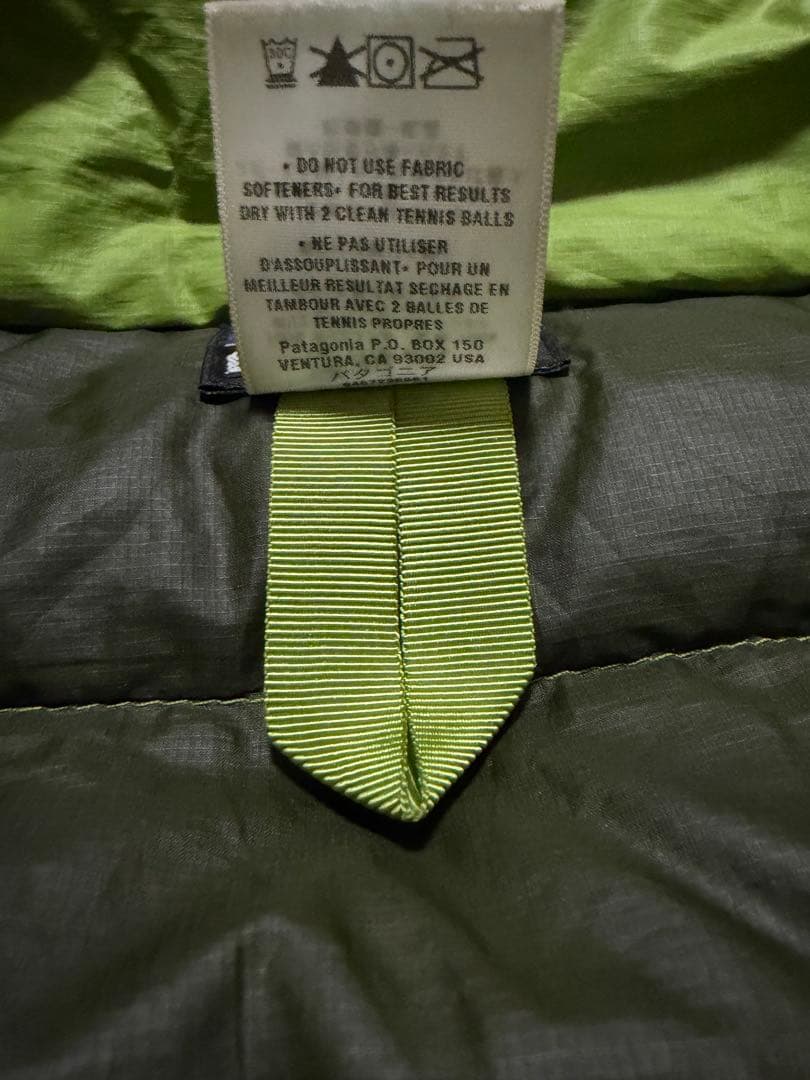 30C
• DO NOT USE FABRIC
SOFTENERS• FOR BEST RESULTS
DRY WITH 2 CLEAN TENNIS BALLS
• NE PAS UTILISER
D'ASSOUPLISSANT• POUR UN
MEILLEUR RESULTAT SECHAGE EN
TAMBOUR AVEC 2 BALLES DE
TENNIS PROPRES
Patagonia P.O. BOX 150
VENTURA, CA 93002 USA
パタゴニア